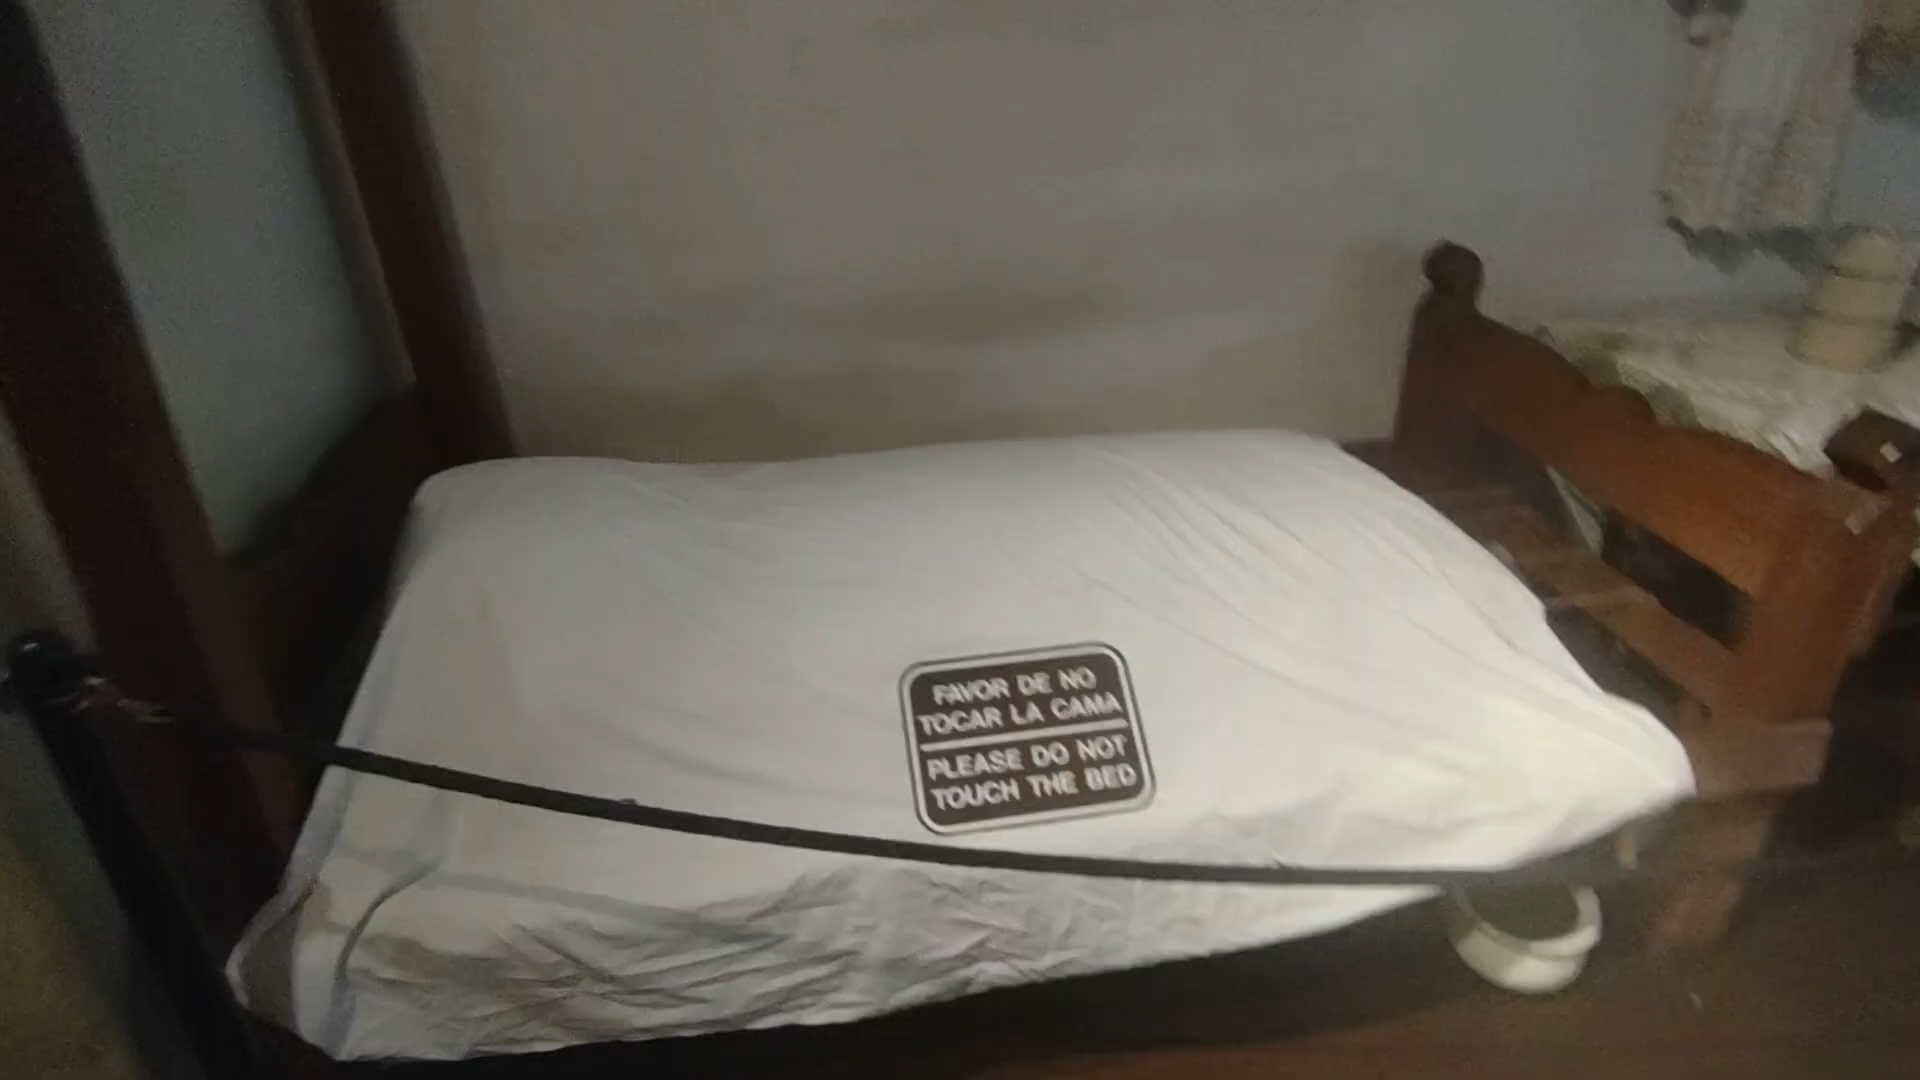 FAVOR DE NO
TOCAR LA CAMA
PLEASE DO NOT
TOUCH THE BED